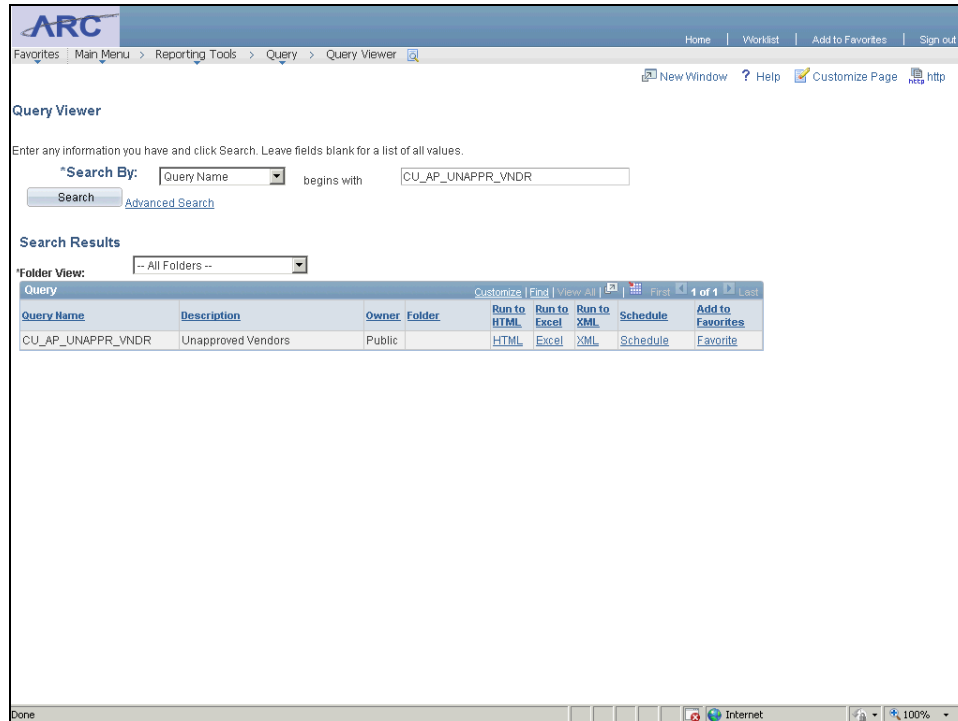 ARC
Home | Worklist | Add to Favorites | Sign out
Favorites Main Menu > Reporting Tools > Query > Query Viewer
New Window ? Help Customize Page http
Query Viewer
Enter any information you have and click Search. Leave fields blank for a list of all values.
*Search By: Query Name begins with CU_AP_UNAPPR_VNDR
Search Advanced Search
Search Results
*Folder View: -- All Folders --
Query Customize | Find | View All | | First 1 of 1 Last
Query Name Description Owner Folder Run to HTML Run to Excel Run to XML Schedule Add to Favorites
CU_AP_UNAPPR_VNDR Unapproved Vendors Public HTML Excel XML Schedule Favorite
Done Internet 100%